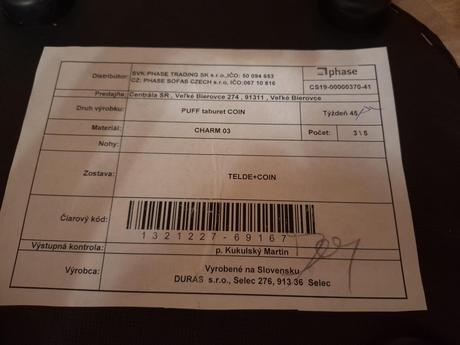 Distribútor:
SVK:PHASE TRADING SK s.r.o,IČO: 50 094 653
CZ: PHASE SOFAS CZECH s.r.o, IČO:067 10 816
phase
CS19-00000370-41
Predajňa:
Centrála SR , Veľké Bierovce 274 , 91311 , Veľké Bierovce
Druh výrobku:
PUFF taburet COIN
Týždeň 45
Materiál:
CHARM 03
Počet:
3\5
Nohy:
Zostava:
TELDE+COIN
Čiarový kód:
1321227-69167
Výstupná kontrola:
p. Kukulský Martin
Výrobca:
Vyrobené na Slovensku
DURAS s.r.o., Selec 276, 913 36 Selec